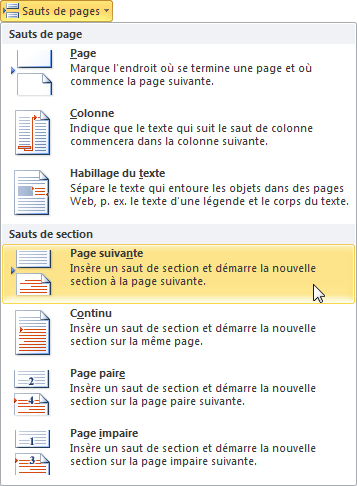 Sauts de pages
Sauts de page
Page
Marque l'endroit où se termine une page et où
commence la page suivante.
Colonne
Indique que le texte qui suit le saut de colonne
commencera dans la colonne suivante.
Habillage du texte
Sépare le texte qui entoure les objets dans des pages
Web, p. ex. le texte d'une légende et le corps du texte.
Sauts de section
Page suivante
Insère un saut de section et démarre la nouvelle
section à la page suivante.
Continu
Insère un saut de section et démarre la nouvelle
section sur la même page.
2
4
Page paire
Insère un saut de section et démarre la nouvelle
section sur la page paire suivante.
1
3
Page impaire
Insère un saut de section et démarre la nouvelle
section sur la page impaire suivante.